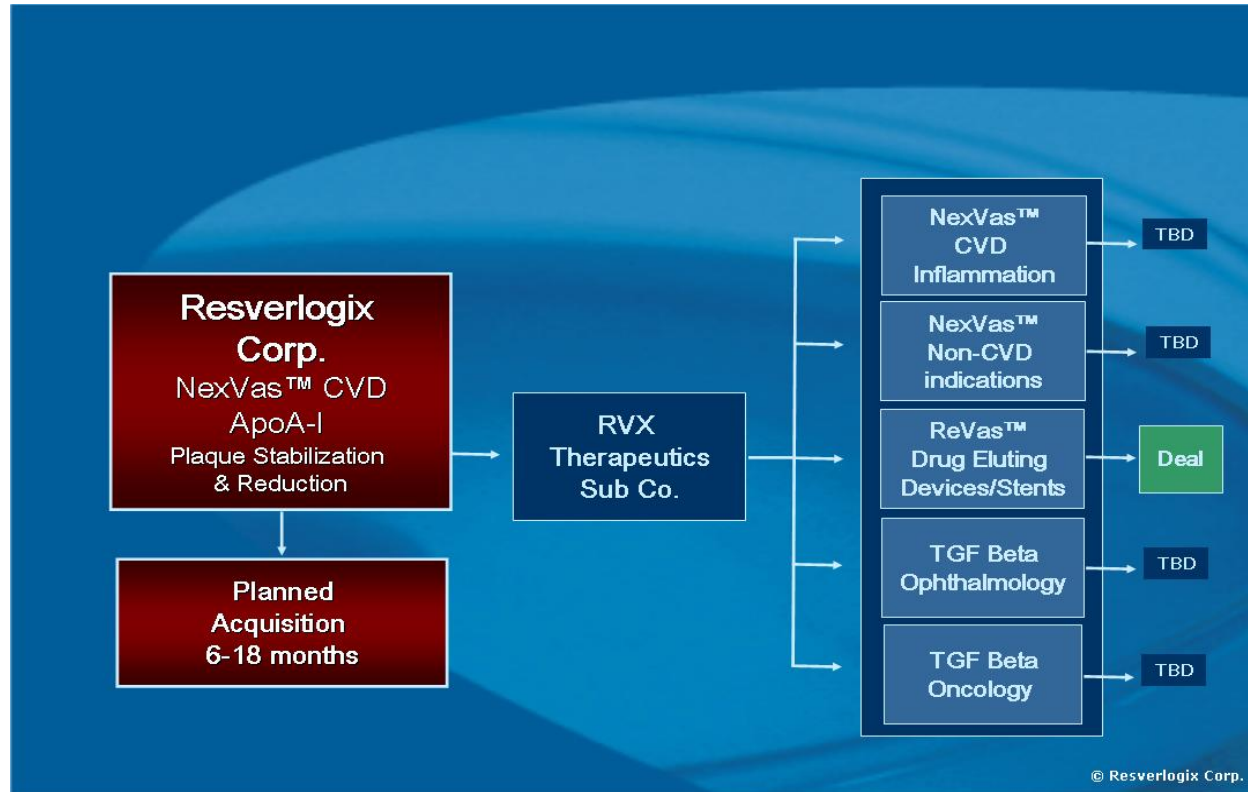 Resverlogix
Corp.
NexVas™ CVD
ApoA-I
Plaque Stabilization
& Reduction
Planned
Acquisition
6-18 months
RVX
Therapeutics
Sub Co.
NexVas™
CVD
Inflammation
TBD
NexVas™
Non-CVD
indications
TBD
ReVas™
Drug Eluting
Devices/Stents
Deal
TGF Beta
Ophthalmology
TBD
TGF Beta
Oncology
TBD
© Resverlogix Corp.